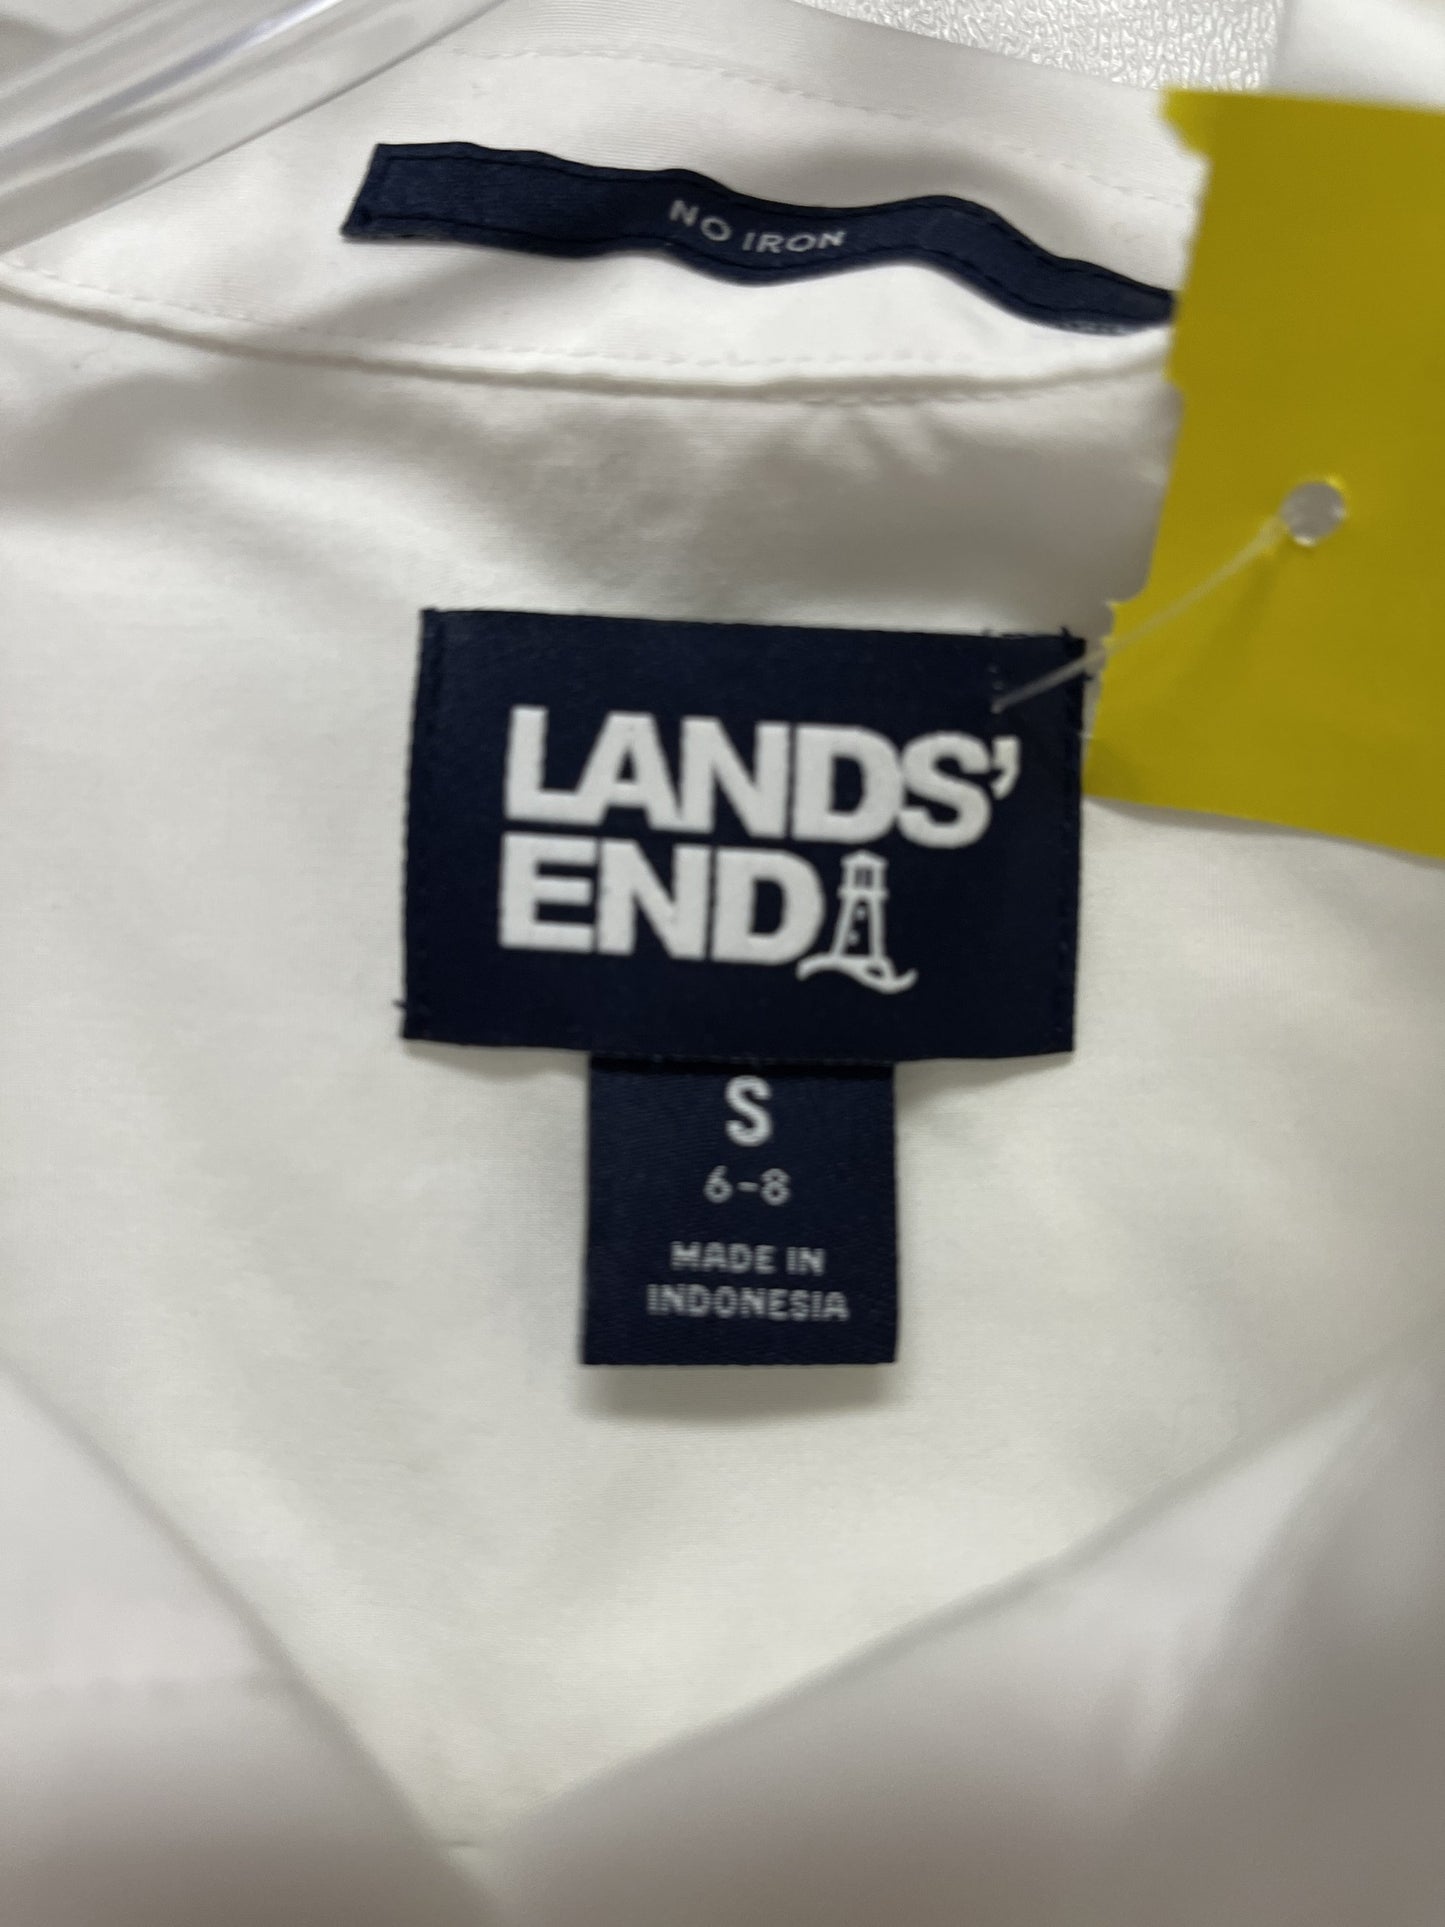 NO IRON
LANDS'
END
S
6-8
MADE IN
INDONESIA